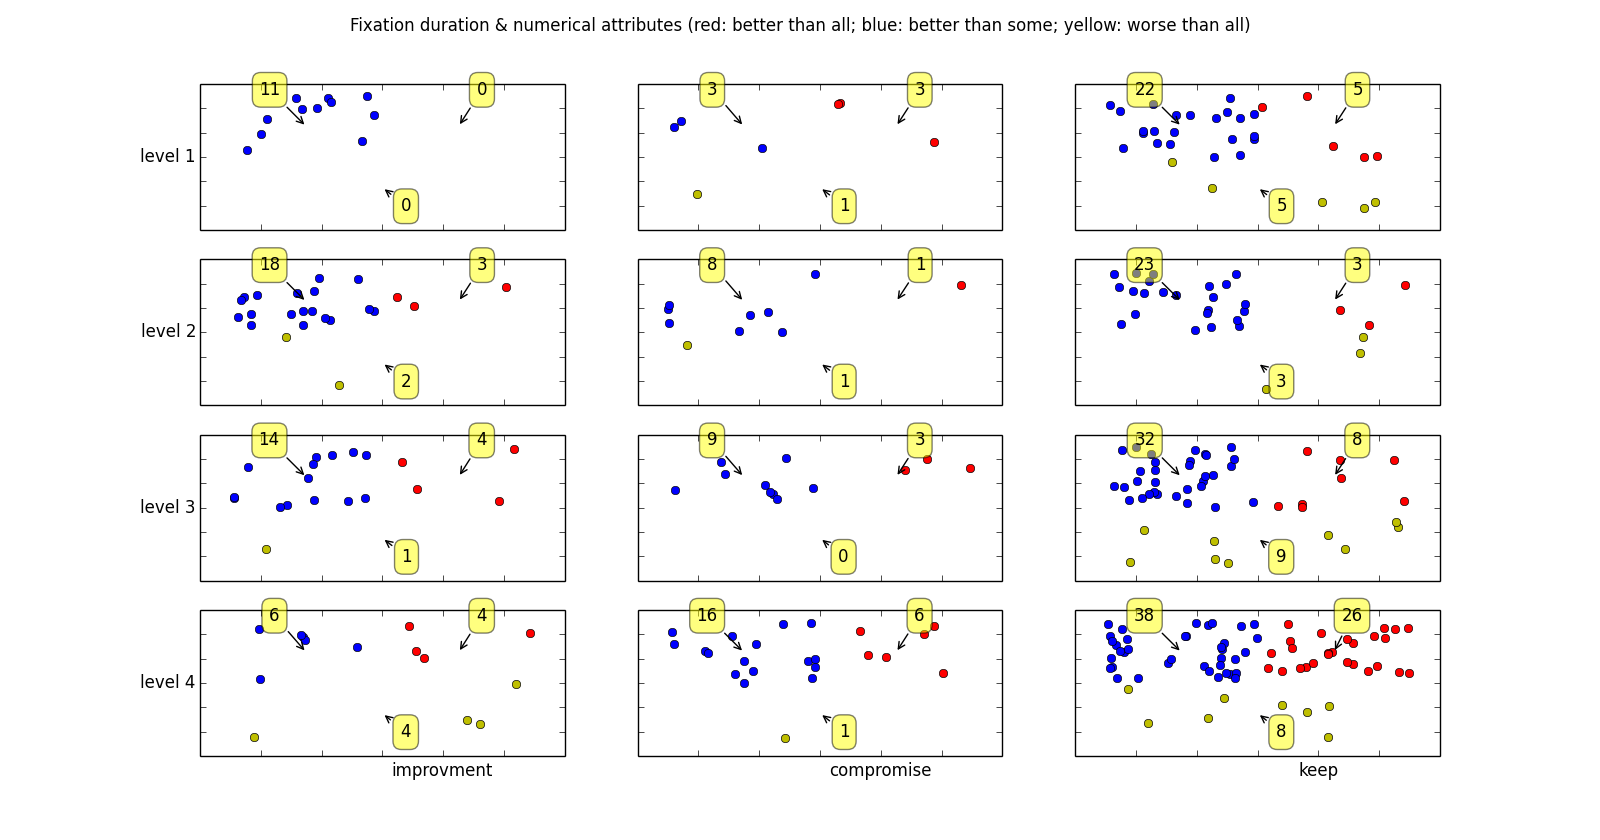 Fixation duration & numerical attributes (red: better than all; blue: better than some; yellow: worse than all)
11 0 3 3 22 5
level 1
0 1 5
18 3 8 1 23 3
level 2
2 1 3
14 4 9 3 32 8
level 3
1 0 9
6 4 16 6 38 26
level 4
4 1 8
improvment compromise keep